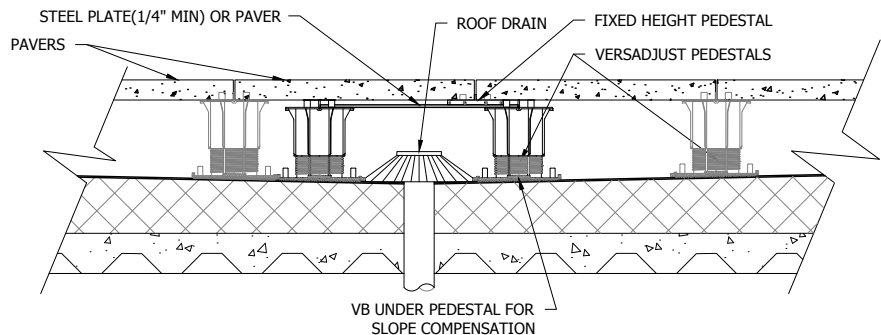 STEEL PLATE(1/4" MIN) OR PAVER
ROOF DRAIN
FIXED HEIGHT PEDESTAL
PAVERS
VERSADJUST PEDESTALS
VB UNDER PEDESTAL FOR
SLOPE COMPENSATION